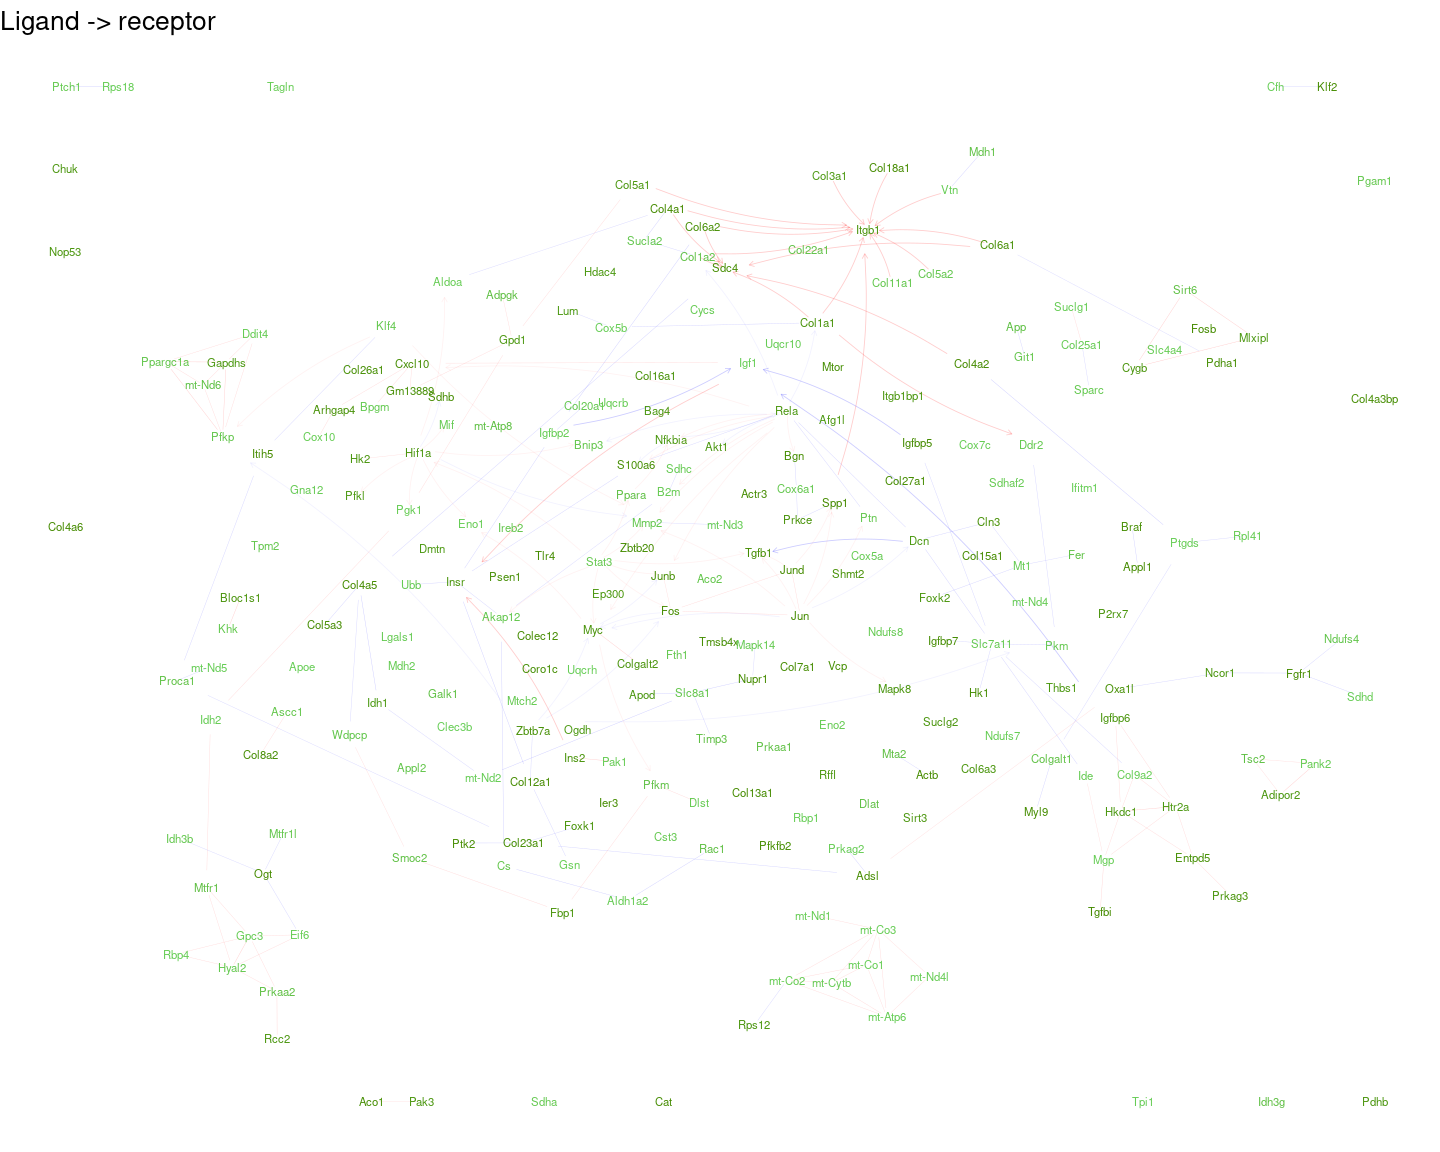 Ligand -> receptor
Ptch1 Rps18 Tagln Cfh Klf2
Mdh1
Chuk Col3a1 Col18a1
Col5a1 Vtn Pgam1
Col4a1
Col6a2 Itgb1
Nop53 Sucla2 Col1a2 Col22a1 Col6a1
Hdac4 Sdc4 Col5a2
Aldoa Col11a1
Adpgk Sirt6
Lum Cycs Suclg1
Klf4 Cox5b Col1a1 App Fosb
Ddit4 Gpd1 Uqcr10 Col25a1 Slc4a4 Mlxipl
Ppargc1a Gapdhs Col26a1 Cxcl10 Igf1 Mtor Git1 Col4a2 Cygb Pdha1
mt-Nd6 Gm13889 Sdhb Col16a1 Itgb1bp1 Sparc Col4a3bp
Arhgap4 Bpgm Col20a1 Uqcrb Bag4 Rela Afg1l
Pfkp Cox10 Mif mt-Atp8 Igfbp2 Bnip3 Nfkbia Akt1 Igfbp5 Cox7c Ddr2
Itih5 Hk2 Hif1a S100a6 Sdhc Bgn
Gna12 Pfkl Ppara B2m Actr3 Cox6a1 Spp1 Col27a1 Sdhaf2 Ifitm1
Pgk1 Eno1 Ireb2 Mmp2 mt-Nd3 Prkce Ptn Cln3
Col4a6 Braf
Tpm2 Dmtn Tlr4 Zbtb20 Tgfb1 Dcn Ptgds Rpl41
Stat3 Cox5a Col15a1 Fer
Col4a5 Ubb Insr Psen1 Junb Aco2 Jund Shmt2 Mt1 Appl1
Bloc1s1 Ep300 Foxk2 mt-Nd4
Khk Col5a3 Akap12 Myc Fos Jun P2rx7
Lgals1 Colec12 Tmsb4x Mapk14 Ndufs8 Igfbp7 Slc7a11 Pkm Ndufs4
mt-Nd5 Apoe Mdh2 Coro1c Uqcrh Colgalt2 Fth1 Col7a1 Vcp
Proca1 Galk1 Apod Slc8a1 Nupr1 Mapk8 Hk1 Thbs1 Oxa1l Ncor1 Fgfr1
Idh2 Ascc1 Idh1 Mtch2 Sdhd
Wdpcp Clec3b Zbtb7a Ogdh Timp3 Eno2 Suclg2 Igfbp6
Col8a2 Appl2 Ins2 Pak1 Prkaa1 Mta2 Ndufs7 Colgalt1 Tsc2 Pank2
mt-Nd2 Col12a1 Pfkm Rffl Actb Col6a3 Ide Col9a2
Ier3 Dlst Col13a1 Dlat Adipor2
Foxk1 Rbp1 Sirt3 Myl9 Hkdc1 Htr2a
Idh3b Mtfr1l Ptk2 Col23a1 Cst3 Rac1 Pfkfb2 Prkag2
Ogt Smoc2 Cs Gsn Adsl Mgp Entpd5
Mtfr1 Aldh1a2 Prkag3
Fbp1 mt-Nd1 Tgfbi
Gpc3 Eif6 mt-Co3
Rbp4 Hyal2 mt-Co1
Prkaa2 mt-Co2 mt-Cytb mt-Nd4l
Rcc2 Rps12 mt-Atp6
Aco1 Pak3 Sdha Cat Tpi1 Idh3g Pdhb